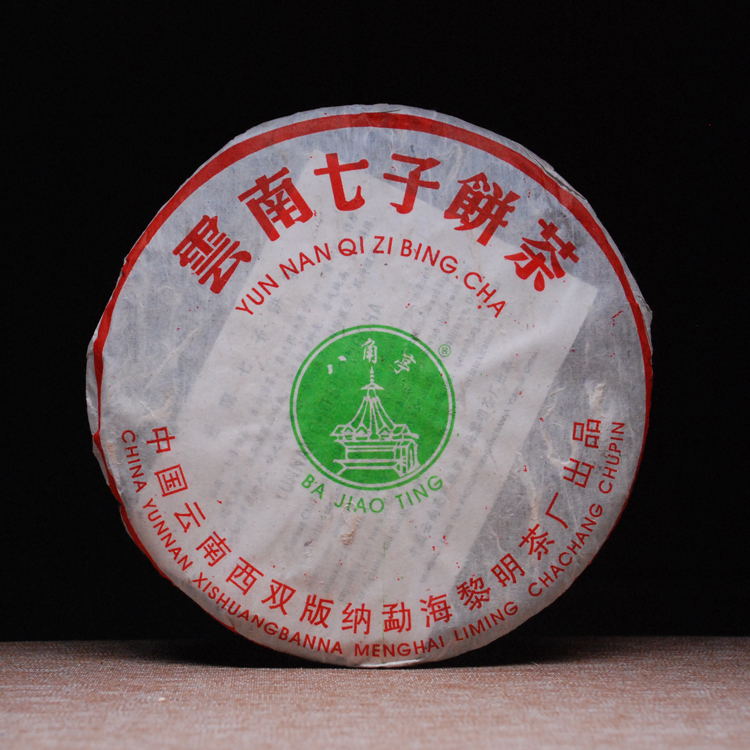 雲南七子餅茶
YUN NAN QI ZI BING CHA
八角亭®
BA JIAO TING
中国云南西双版纳勐海黎明茶厂出品
CHINA YUNNAN XISHUANGBANNA MENGHAI LIMING CHACHANG CHUPIN